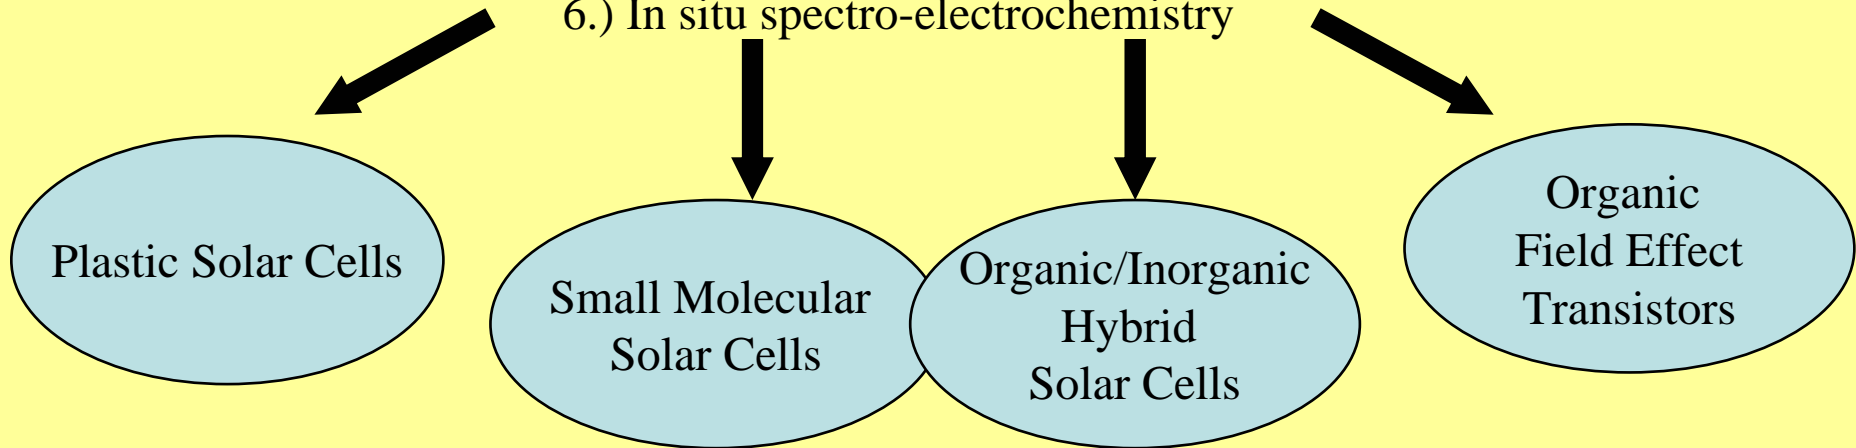 6.) In situ spectro-electrochemistry
Plastic Solar Cells
Small Molecular
Solar Cells
Organic/Inorganic
Hybrid
Solar Cells
Organic
Field Effect
Transistors